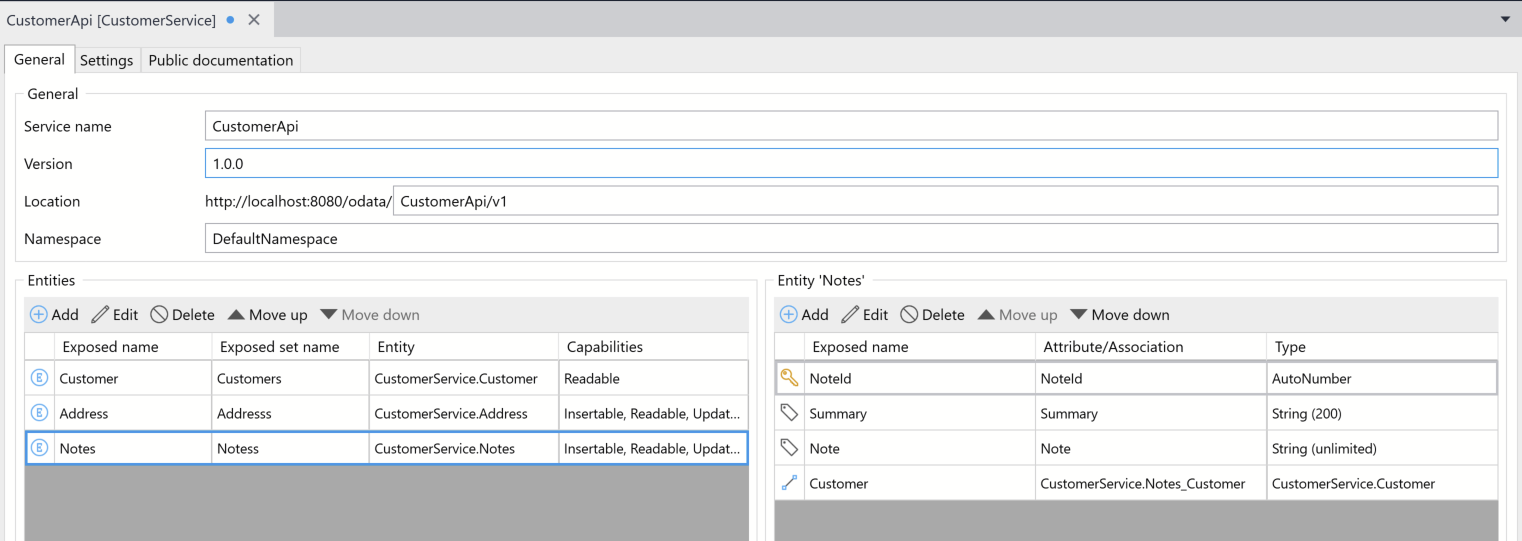 CustomerApi [CustomerService]
General Settings Public documentation
General
Service name CustomerApi
Version 1.0.0
Location http://localhost:8080/odata/ CustomerApi/v1
Namespace DefaultNamespace
Entities
Add Edit Delete Move up Move down
Exposed name Exposed set name Entity Capabilities
E Customer Customers CustomerService.Customer Readable
E Address Addresss CustomerService.Address Insertable, Readable, Updat...
E Notes Notess CustomerService.Notes Insertable, Readable, Updat...
Entity 'Notes'
Add Edit Delete Move up Move down
Exposed name Attribute/Association Type
NoteId NoteId AutoNumber
Summary Summary String (200)
Note Note String (unlimited)
Customer CustomerService.Notes_Customer CustomerService.Customer